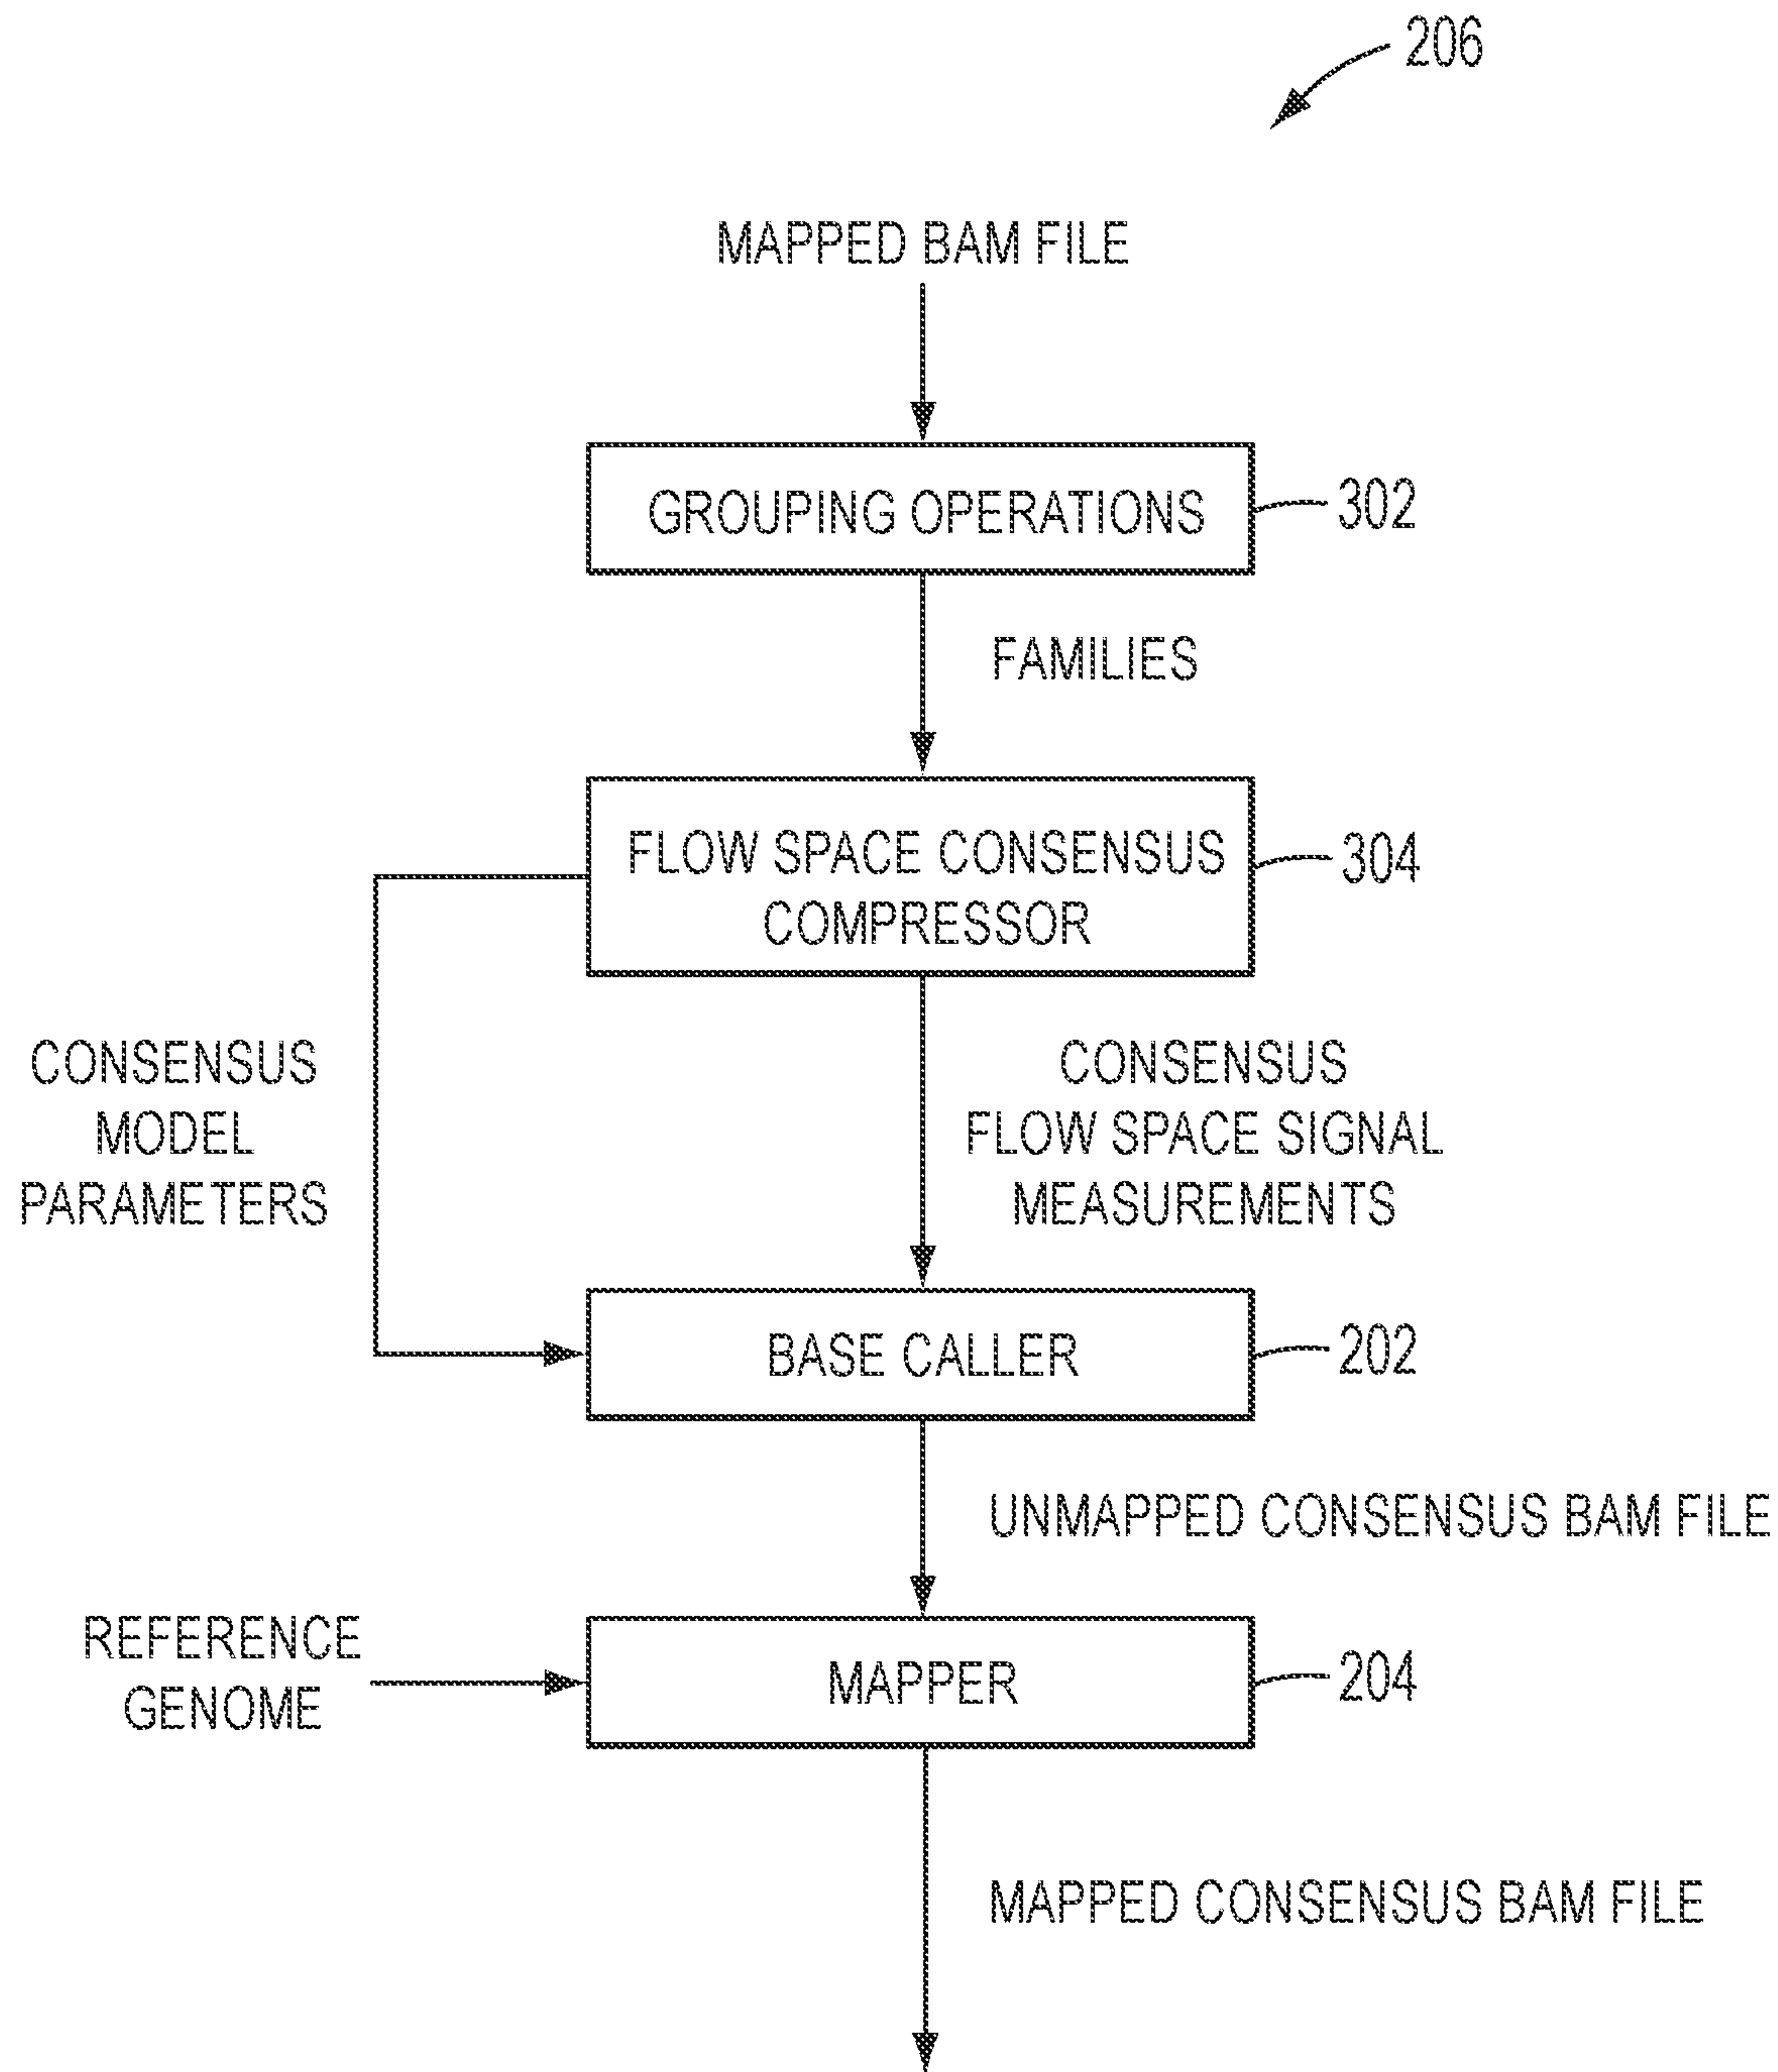 206
MAPPED BAM FILE
GROUPING OPERATIONS
302
FAMILIES
FLOW SPACE CONSENSUS
COMPRESSOR
304
CONSENSUS
MODEL
PARAMETERS
CONSENSUS
FLOW SPACE SIGNAL
MEASUREMENTS
BASE CALLER
202
UNMAPPED CONSENSUS BAM FILE
REFERENCE
GENOME
MAPPER
204
MAPPED CONSENSUS BAM FILE